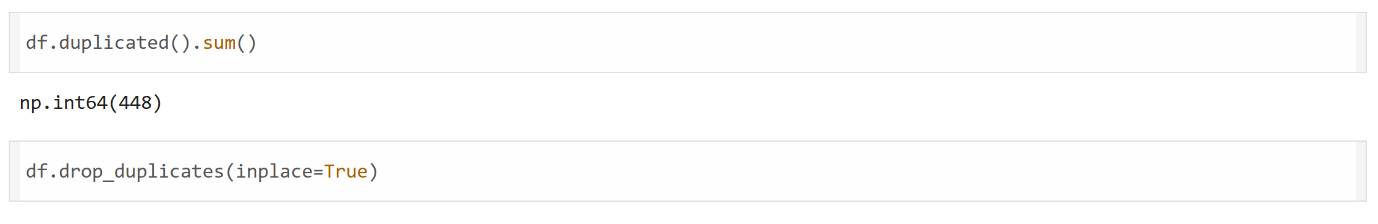 df.duplicated().sum()
np.int64(448)
df.drop_duplicates(inplace=True)